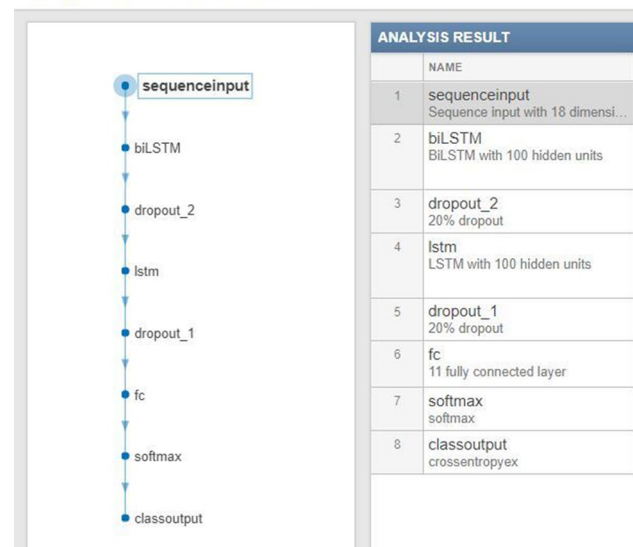 sequenceinput
biLSTM
dropout_2
lstm
dropout_1
fc
softmax
classoutput
ANALYSIS RESULT
NAME
1 sequenceinput
Sequence input with 18 dimensi...
2 biLSTM
BiLSTM with 100 hidden units
3 dropout_2
20% dropout
4 lstm
LSTM with 100 hidden units
5 dropout_1
20% dropout
6 fc
11 fully connected layer
7 softmax
softmax
8 classoutput
crossentropyex